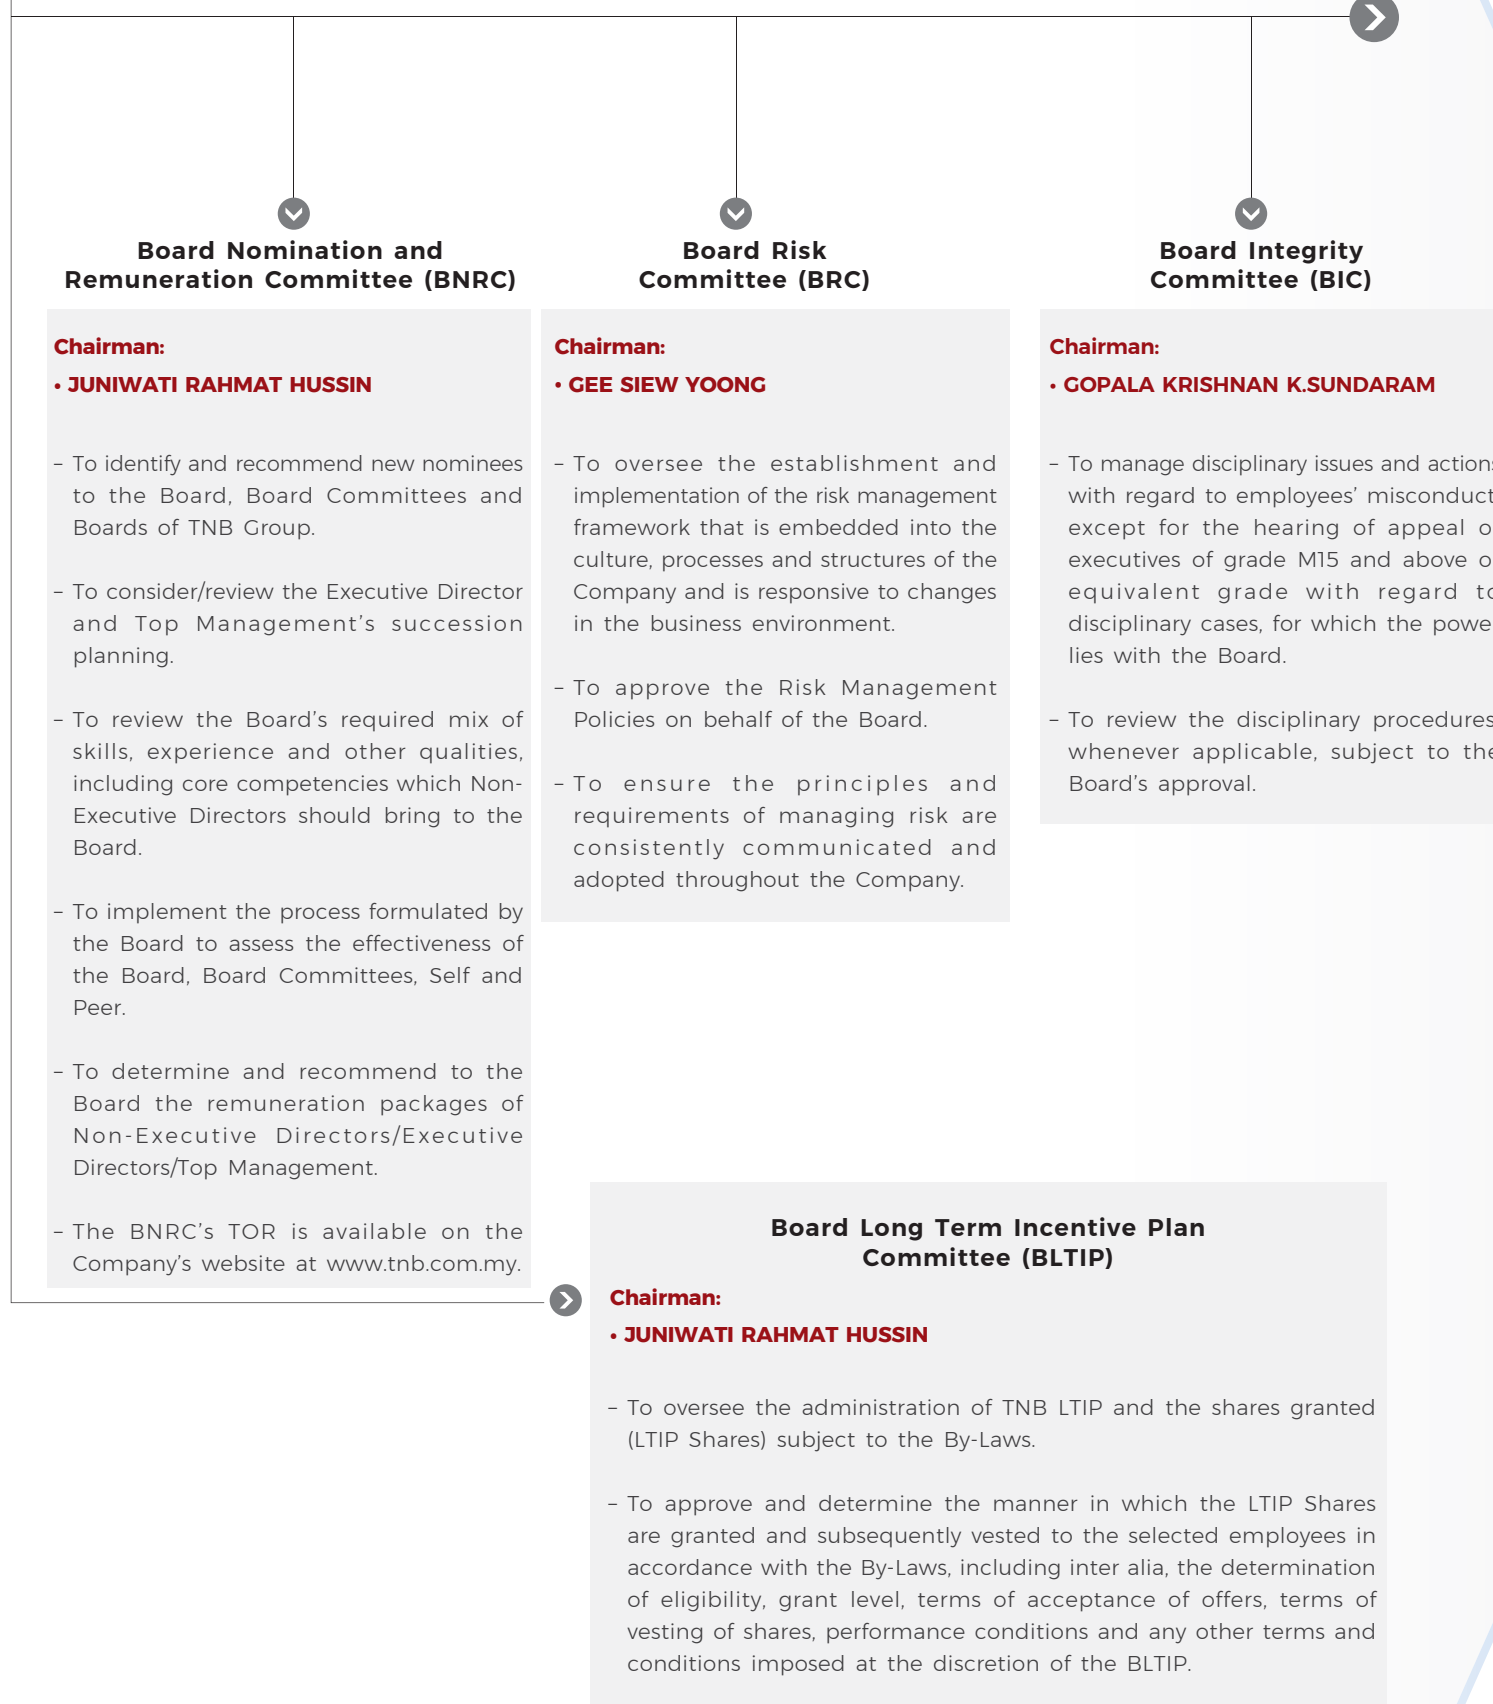 Board Nomination and
Remuneration Committee (BNRC)
Chairman:
• JUNIWATI RAHMAT HUSSIN
– To identify and recommend new nominees
to the Board, Board Committees and
Boards of TNB Group.
– To consider/review the Executive Director
and Top Management's succession
planning.
– To review the Board's required mix of
skills, experience and other qualities,
including core competencies which Non-
Executive Directors should bring to the
Board.
– To implement the process formulated by
the Board to assess the effectiveness of
the Board, Board Committees, Self and
Peer.
– To determine and recommend to the
Board the remuneration packages of
Non-Executive Directors/Executive
Directors/Top Management.
– The BNRC's TOR is available on the
Company's website at www.tnb.com.my.
Board Risk
Committee (BRC)
Chairman:
• GEE SIEW YOONG
– To oversee the establishment and
implementation of the risk management
framework that is embedded into the
culture, processes and structures of the
Company and is responsive to changes
in the business environment.
– To approve the Risk Management
Policies on behalf of the Board.
– To ensure the principles and
requirements of managing risk are
consistently communicated and
adopted throughout the Company.
Board Integrity
Committee (BIC)
Chairman:
• GOPALA KRISHNAN K.SUNDARAM
– To manage disciplinary issues and actions
with regard to employees' misconduct
except for the hearing of appeal
executives of grade M15 and above
equivalent grade with regard to
disciplinary cases, for which the
lies with the Board.
– To review the disciplinary procedures
whenever applicable, subject to the
Board's approval.
Board Long Term Incentive Plan
Committee (BLTIP)
Chairman:
• JUNIWATI RAHMAT HUSSIN
– To oversee the administration of TNB LTIP and the shares granted
(LTIP Shares) subject to the By-Laws.
– To approve and determine the manner in which the LTIP Shares
are granted and subsequently vested to the selected employees in
accordance with the By-Laws, including inter alia, the determination
of eligibility, grant level, terms of acceptance of offers, terms of
vesting of shares, performance conditions and any other terms and
conditions imposed at the discretion of the BLTIP.